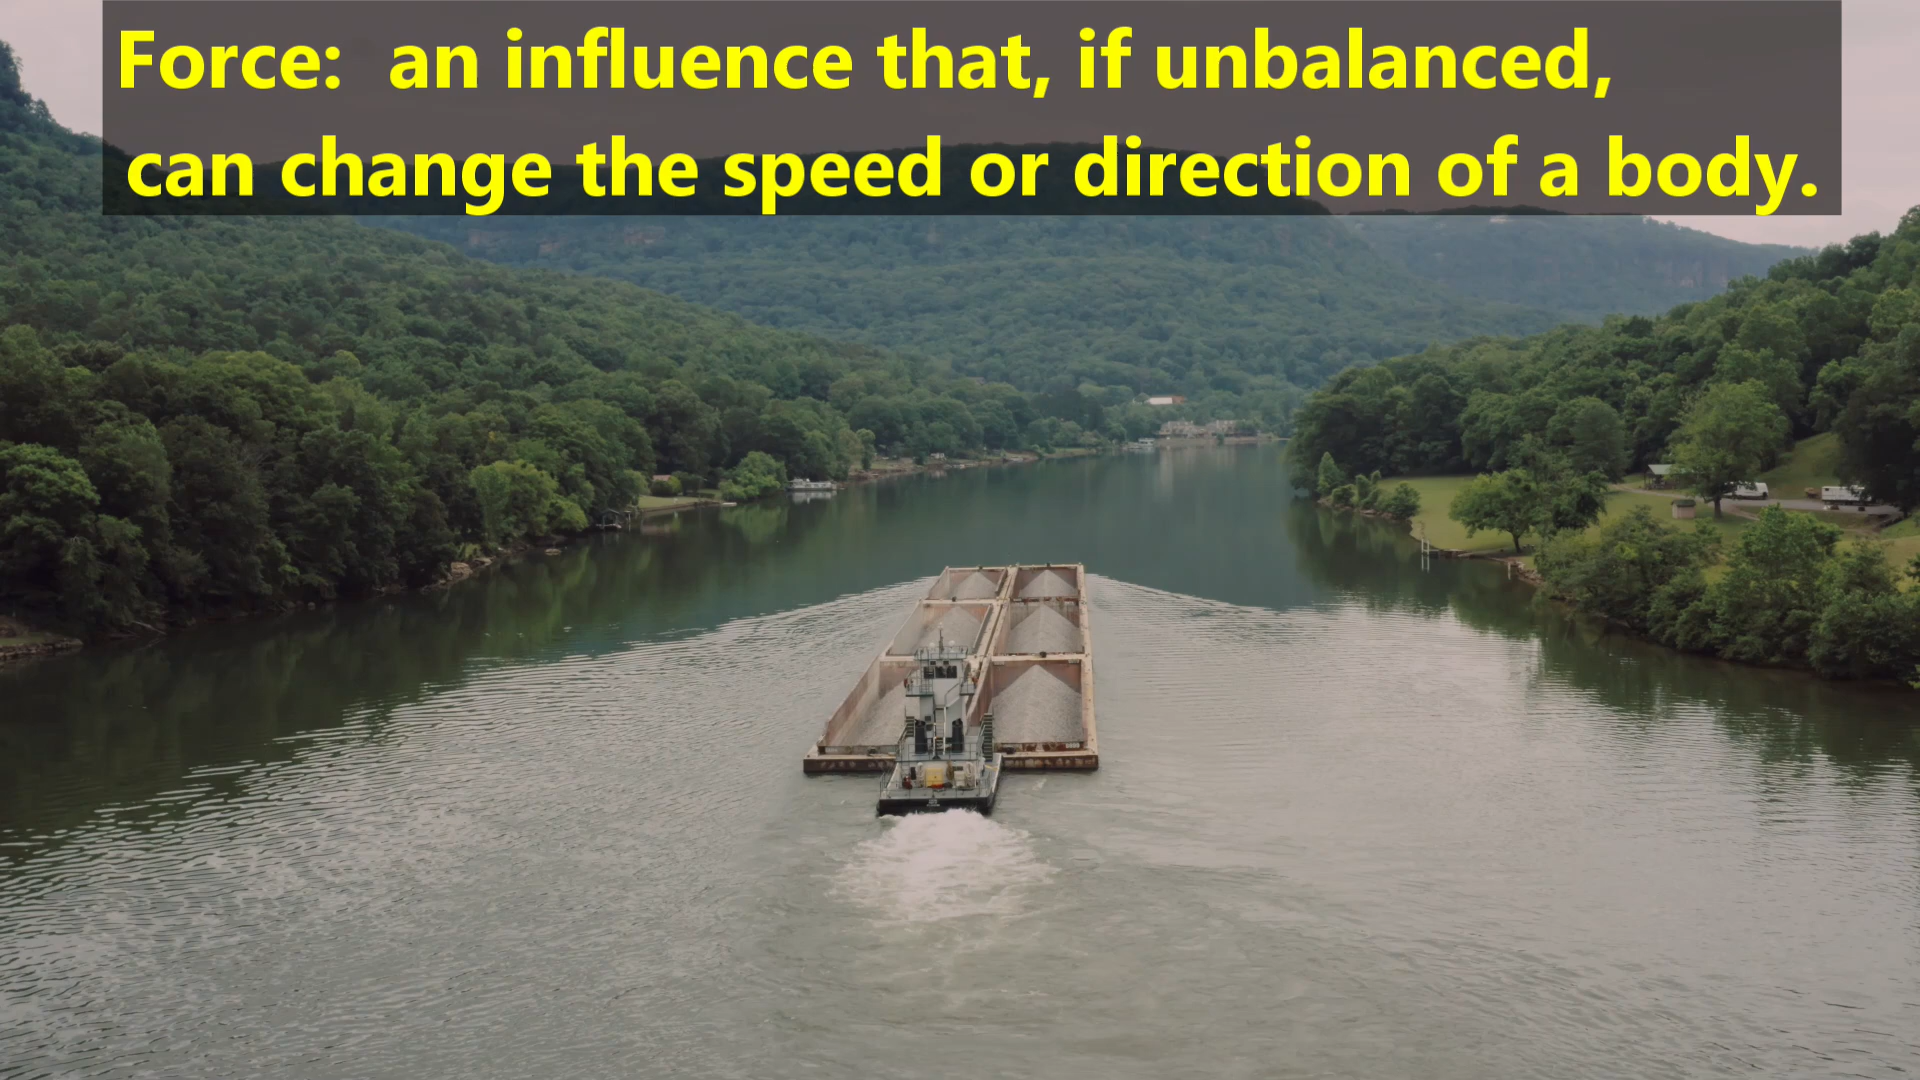 Force:  an influence that, if unbalanced,
can change the speed or direction of a body.